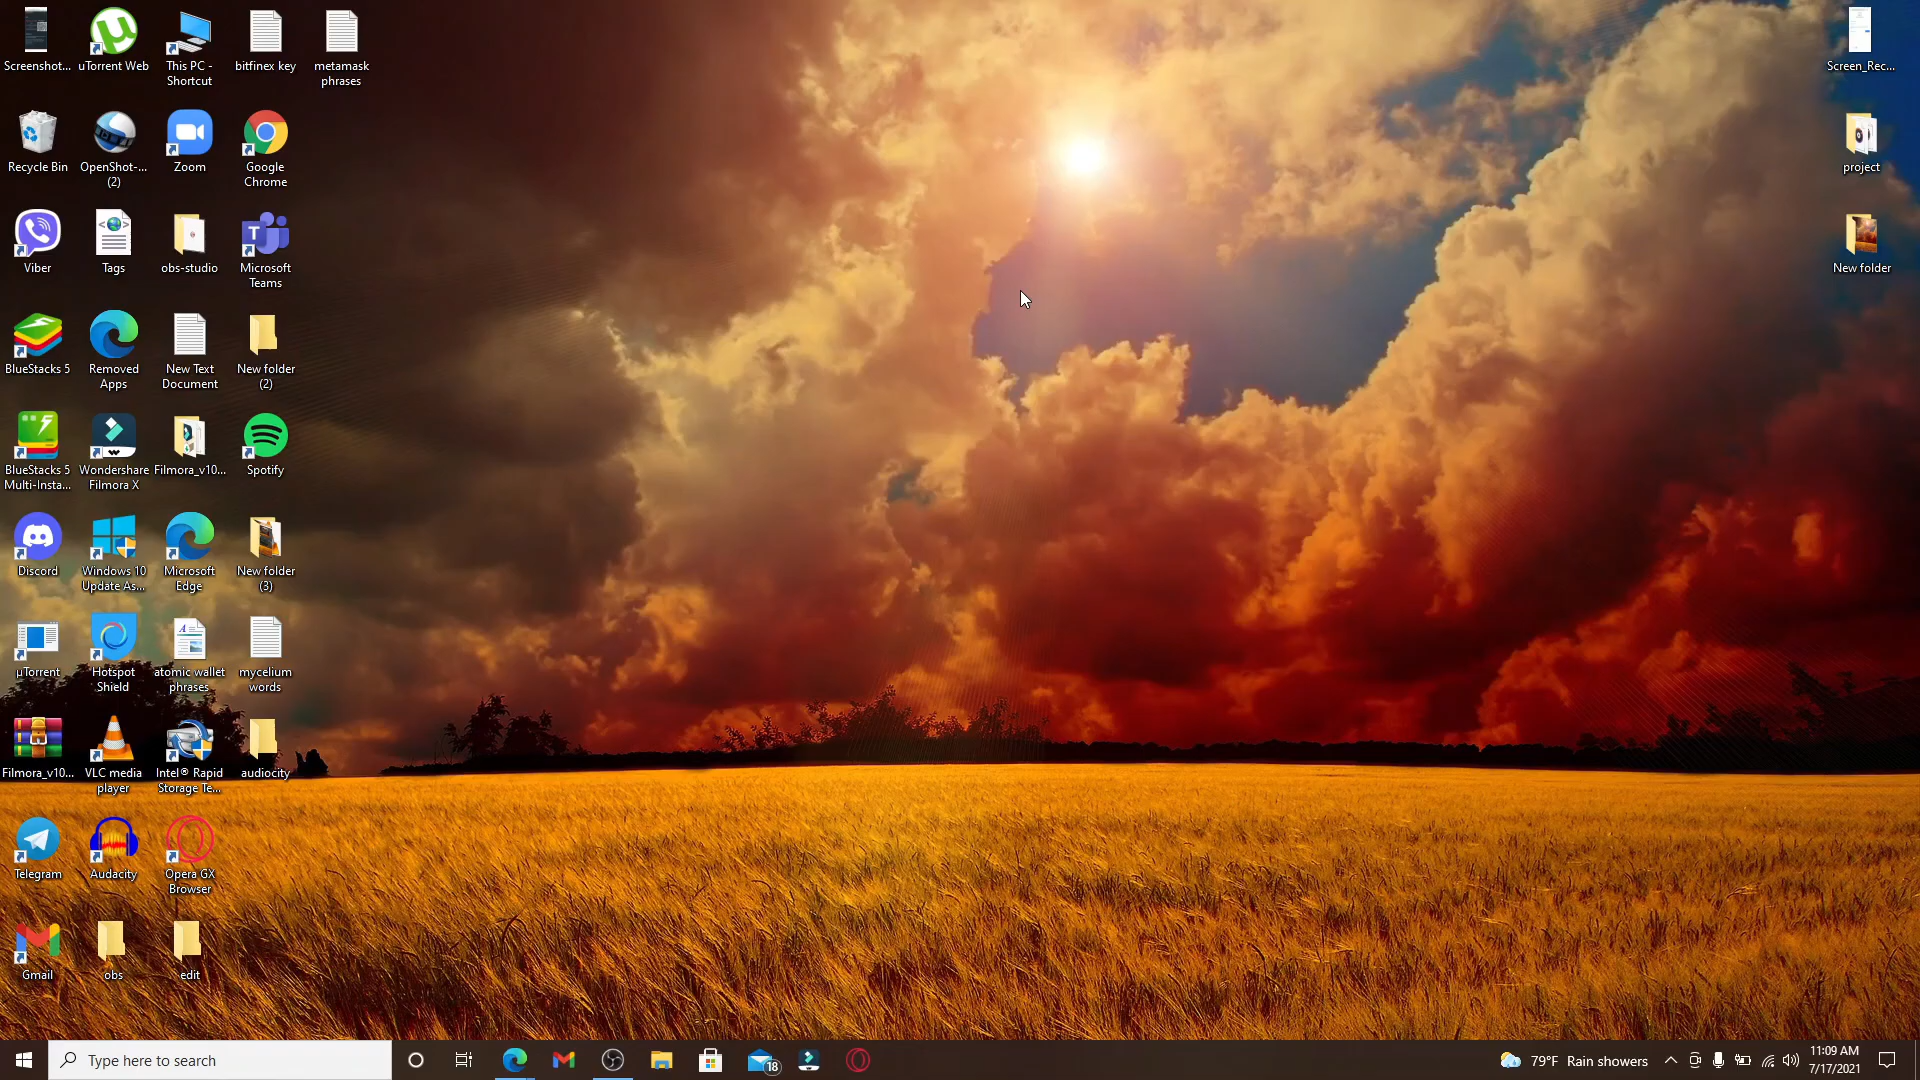 Screenshot...
uTorrent Web
This PC -
Shortcut
bitfinex key
metamask
phrases
Screen_Rec...
Recycle Bin
OpenShot-...
(2)
Zoom
Google
Chrome
project
Viber
Tags
obs-studio
Microsoft
Teams
New folder
BlueStacks 5
Removed
Apps
New Text
Document
New folder
(2)
BlueStacks 5
Multi-Insta...
Wondershare
Filmora X
Filmora_v10...
Spotify
Discord
Windows 10
Update As...
Microsoft
Edge
New folder
(3)
µTorrent
Hotspot
Shield
atomic wallet
phrases
mycelium
words
Filmora_v10...
VLC media
player
Intel® Rapid
Storage Te...
audiocity
Telegram
Audacity
Opera GX
Browser
Gmail
obs
edit
Type here to search
18
79°F Rain showers
11:09 AM
7/17/2021